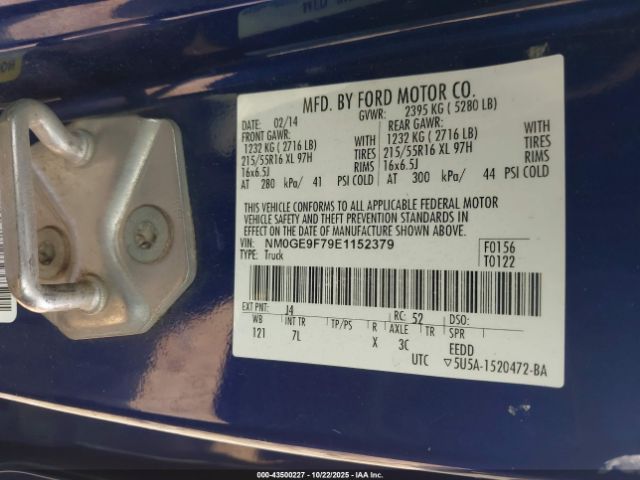 MFD. BY FORD MOTOR CO.
02/14 GVWR: 2395 KG ( 5280 LB)
FRONT GAWR: REAR GAWR:
1232 KG ( 2716 LB) WITH 1232 KG ( 2716 LB) WITH
215/55R16 XL 97H TIRES 215/55R16 XL 97H TIRES
16x6.5J RIMS 16x6.5J RIMS
AT 280 kPa/ 41 PSI COLD AT 300 kPa/ 44 PSI COLD
THIS VEHICLE CONFORMS TO ALL APPLICABLE FEDERAL MOTOR
VEHICLE SAFETY AND THEFT PREVENTION STANDARDS IN
EFFECT ON THE DATE OF MANUFACTURE SHOWN ABOVE.
VIN: NM0GE9F79E1152379 F0156
TYPE: Truck T0122
EXT PNT: J4 RC: 52 DSO:
WB INT TR TP/PS R AXLE TR SPR
121 7L X 3C EEDD
UTC ▽5U5A-1520472-BA
000-43500227 - 10/22/2025 - IAA Inc.